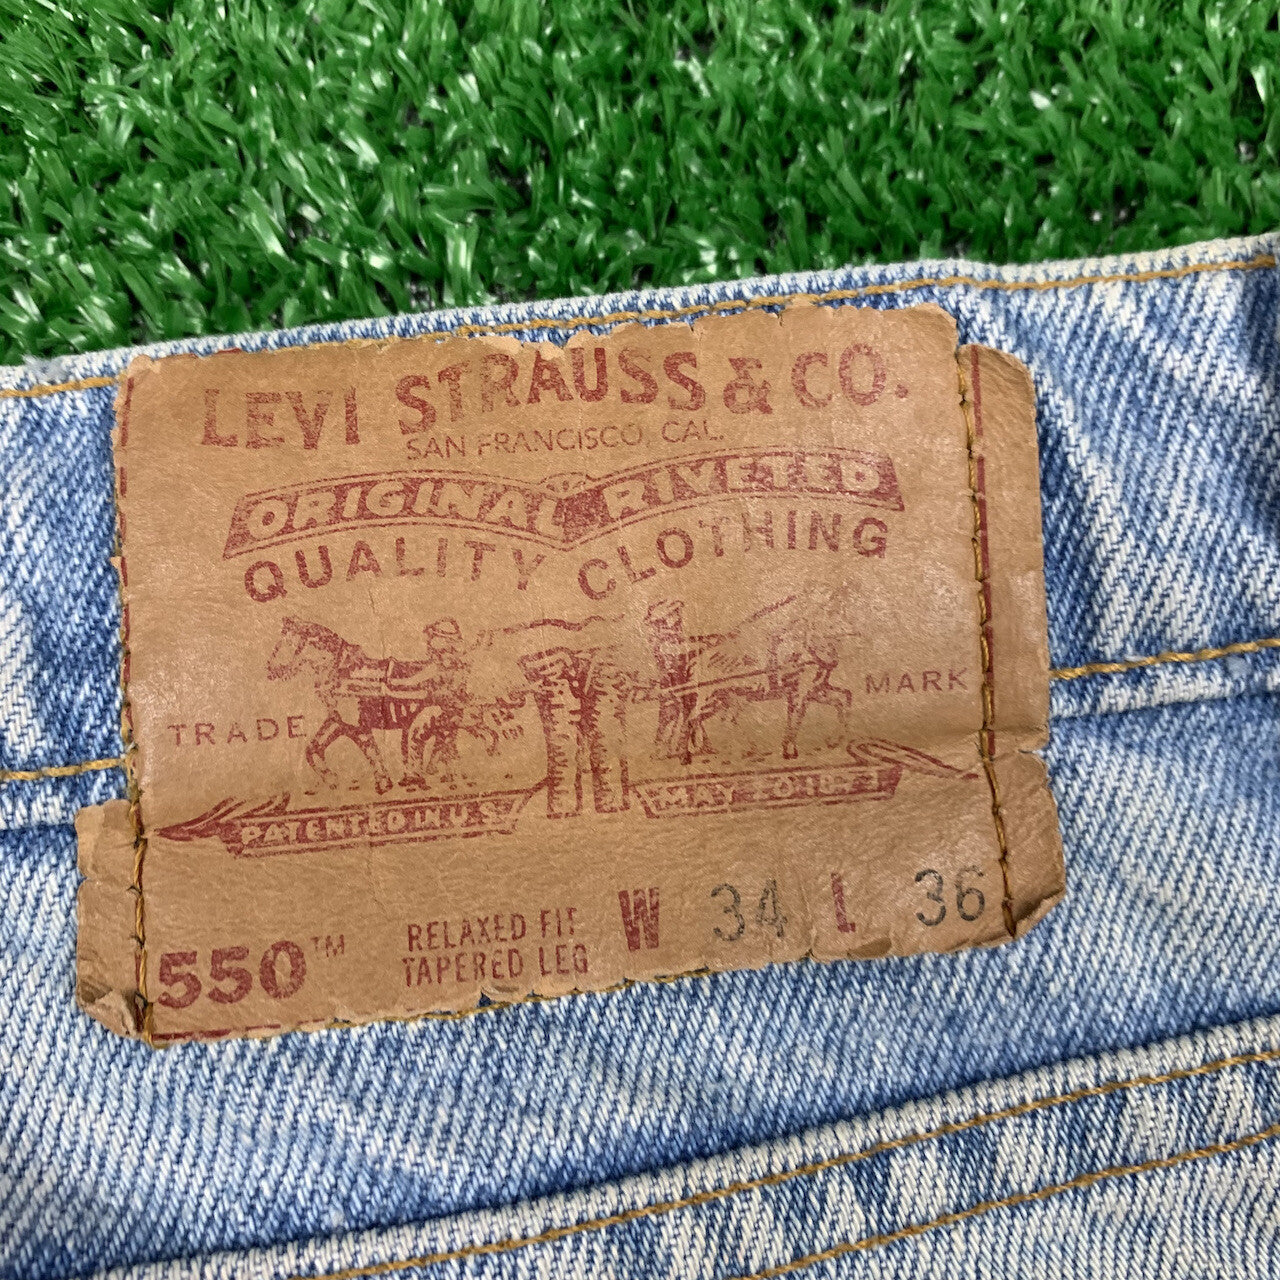 LEVI STRAUSS & CO.
SAN FRANCISCO, CAL.
ORIGINAL RIVETED
QUALITY CLOTHING
TRADE MARK
PATENTED IN U.S. MAY 20 1873
550™ RELAXED FIT W 34 L 36
TAPERED LEG